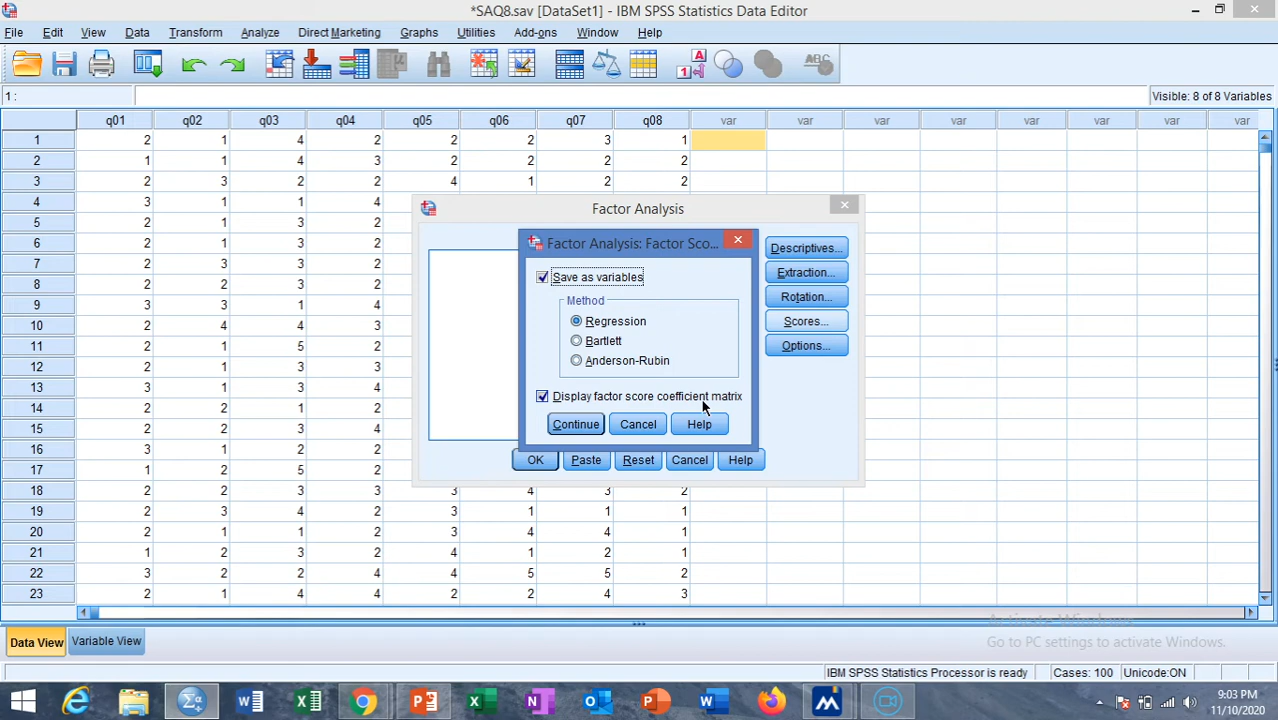 *SAQ8.sav [DataSet1] - IBM SPSS Statistics Data Editor
File Edit View Data Transform Analyze Direct Marketing Graphs Utilities Add-ons Window Help
1 : Visible: 8 of 8 Variables
q01 q02 q03 q04 q05 q06 q07 q08 var var var var var var var var
1 2 1 4 2 2 2 3 1
2 1 1 4 3 2 2 2 2
3 2 3 2 2 4 1 2 2
4 3 1 1 4
5 2 1 3 2
6 2 1 3 2
7 2 3 3 2
8 2 2 3 2
9 3 3 1 4
10 2 4 4 3
11 2 1 5 2
12 2 1 3 3
13 3 1 3 4
14 2 2 1 2
15 2 2 3 2
16 3 1 2 2
17 1 2 5 2
18 2 2 3 3 3 4 3 2
19 2 3 4 2 3 1 1 1
20 2 1 1 2 3 4 4 1
21 1 2 3 2 4 1 2 1
22 3 2 2 4 4 5 5 2
23 2 1 4 4 2 2 4 3
Factor Analysis
Descriptives...
Extraction...
Rotation...
Scores...
Options...
OK Paste Reset Cancel Help
Factor Analysis: Factor Sco...
Save as variables
Method
Regression
Bartlett
Anderson-Rubin
Display factor score coefficient matrix
Continue Cancel Help
Data View Variable View
Activate Windows
Go to PC settings to activate Windows.
IBM SPSS Statistics Processor is ready Cases: 100 Unicode:ON
9:03 PM
11/10/2020